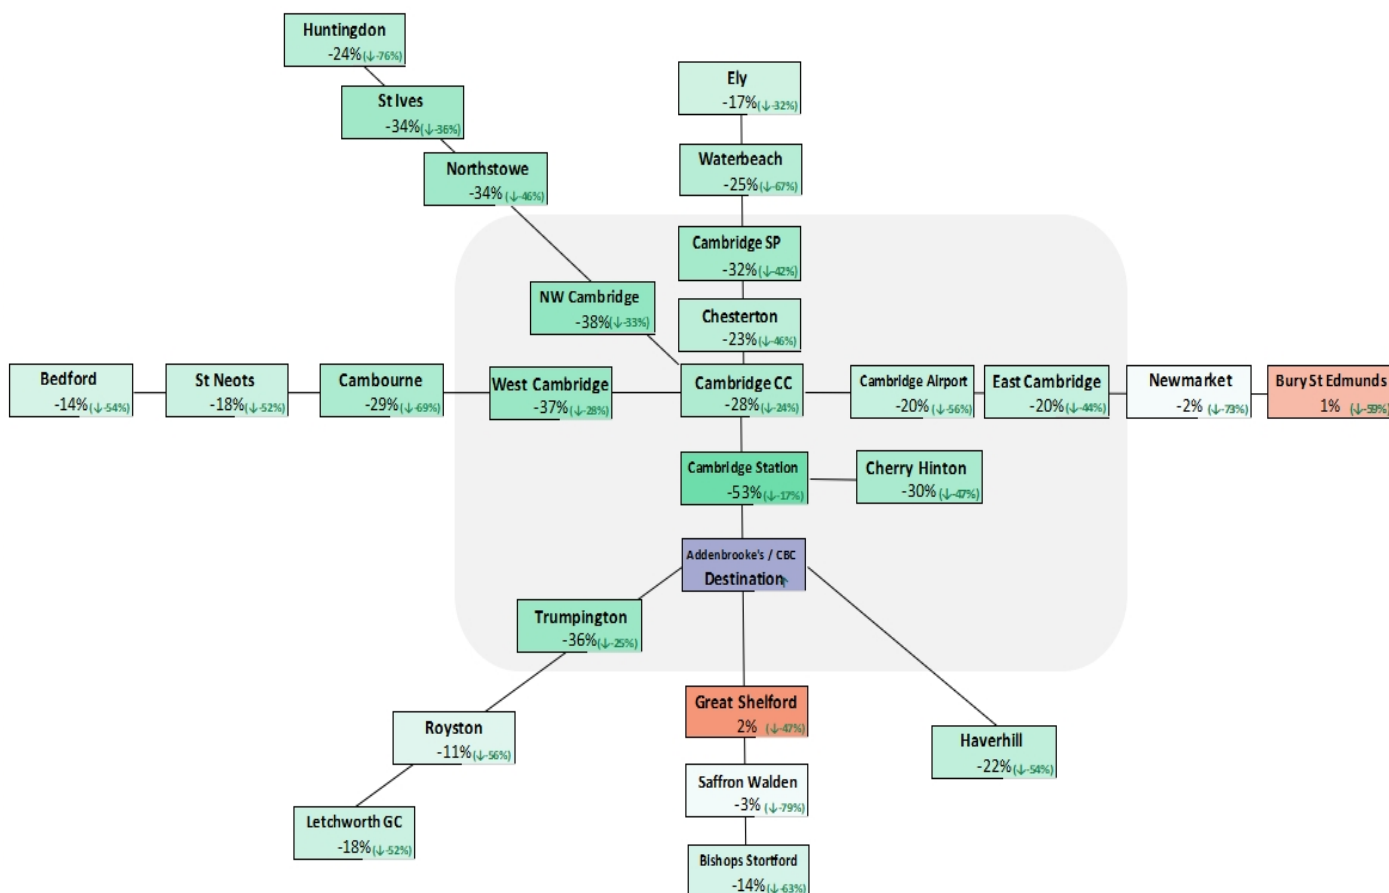 Huntingdon
-24%(↓-76%)
Ely
-17%(↓-32%)
St Ives
-34%(↓-36%)
Waterbeach
-25%(↓-67%)
Northstowe
-34%(↓-46%)
Cambridge SP
-32%(↓-42%)
NW Cambridge
-38%(↓-33%)
Chesterton
-23%(↓-46%)
Bedford
-14%(↓-54%)
St Neots
-18%(↓-52%)
Cambourne
-29%(↓-69%)
West Cambridge
-37%(↓-28%)
Cambridge CC
-28%(↓-24%)
Cambridge Airport
-20%(↓-56%)
East Cambridge
-20%(↓-44%)
Newmarket
-2% (↓-73%)
Bury St Edmunds
1% (↓-59%)
Cambridge Station
-53%(↓-17%)
Cherry Hinton
-30%(↓-47%)
Addenbrooke's / CBC
Destination↑
Trumpington
-36%(↓-25%)
Great Shelford
2% (↓-47%)
Royston
-11%(↓-56%)
Haverhill
-22%(↓-54%)
Saffron Walden
-3% (↓-79%)
Letchworth GC
-18%(↓-52%)
Bishops Stortford
-14%(↓-63%)